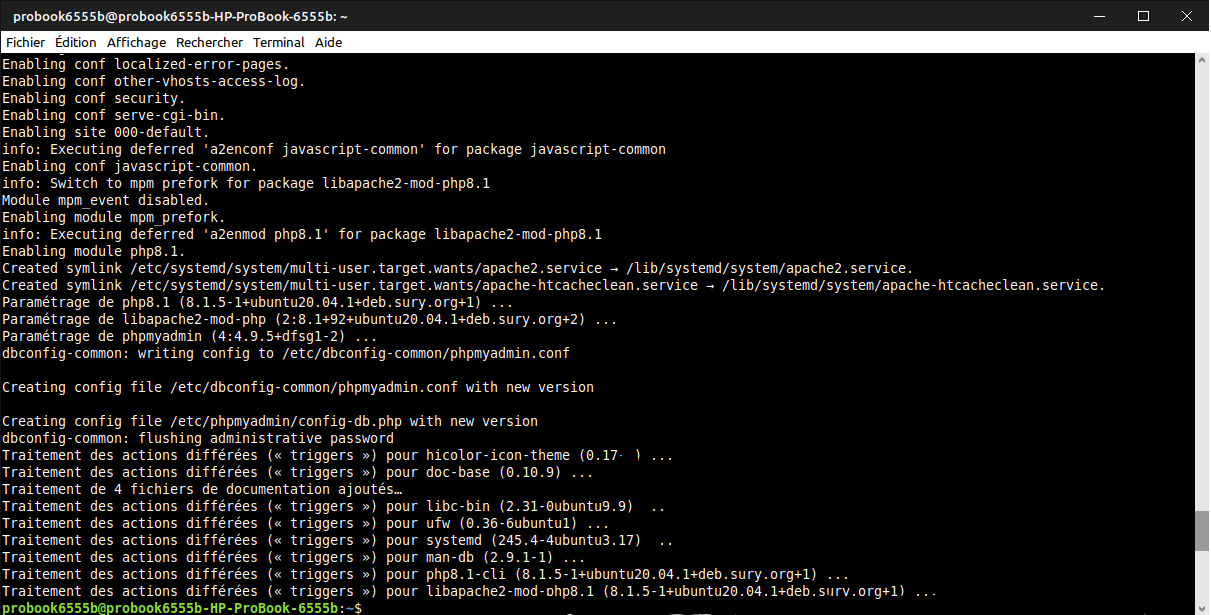 probook6555b@probook6555b-HP-ProBook-6555b: ~
Fichier Édition Affichage Rechercher Terminal Aide
Enabling conf localized-error-pages.
Enabling conf other-vhosts-access-log.
Enabling conf security.
Enabling conf serve-cgi-bin.
Enabling site 000-default.
info: Executing deferred 'a2enconf javascript-common' for package javascript-common
Enabling conf javascript-common.
info: Switch to mpm prefork for package libapache2-mod-php8.1
Module mpm_event disabled.
Enabling module mpm_prefork.
info: Executing deferred 'a2enmod php8.1' for package libapache2-mod-php8.1
Enabling module php8.1.
Created symlink /etc/systemd/system/multi-user.target.wants/apache2.service → /lib/systemd/system/apache2.service.
Created symlink /etc/systemd/system/multi-user.target.wants/apache-htcacheclean.service → /lib/systemd/system/apache-htcacheclean.service.
Paramétrage de php8.1 (8.1.5-1+ubuntu20.04.1+deb.sury.org+1) ...
Paramétrage de libapache2-mod-php (2:8.1+92+ubuntu20.04.1+deb.sury.org+2) ...
Paramétrage de phpmyadmin (4:4.9.5+dfsg1-2) ...
dbconfig-common: writing config to /etc/dbconfig-common/phpmyadmin.conf
Creating config file /etc/dbconfig-common/phpmyadmin.conf with new version
Creating config file /etc/phpmyadmin/config-db.php with new version
dbconfig-common: flushing administrative password
Traitement des actions différées (« triggers ») pour hicolor-icon-theme (0.17- ) ...
Traitement des actions différées (« triggers ») pour doc-base (0.10.9) ...
Traitement de 4 fichiers de documentation ajoutés…
Traitement des actions différées (« triggers ») pour libc-bin (2.31-0ubuntu9.9) ..
Traitement des actions différées (« triggers ») pour ufw (0.36-6ubuntu1) ...
Traitement des actions différées (« triggers ») pour systemd (245.4-4ubuntu3.17) ..
Traitement des actions différées (« triggers ») pour man-db (2.9.1-1) ...
Traitement des actions différées (« triggers ») pour php8.1-cli (8.1.5-1+ubuntu20.04.1+deb.sury.org+1) ...
Traitement des actions différées (« triggers ») pour libapache2-mod-php8.1 (8.1.5-1+ubuntu20.04.1+deb.sury.org+1) ...
probook6555b@probook6555b-HP-ProBook-6555b:~$